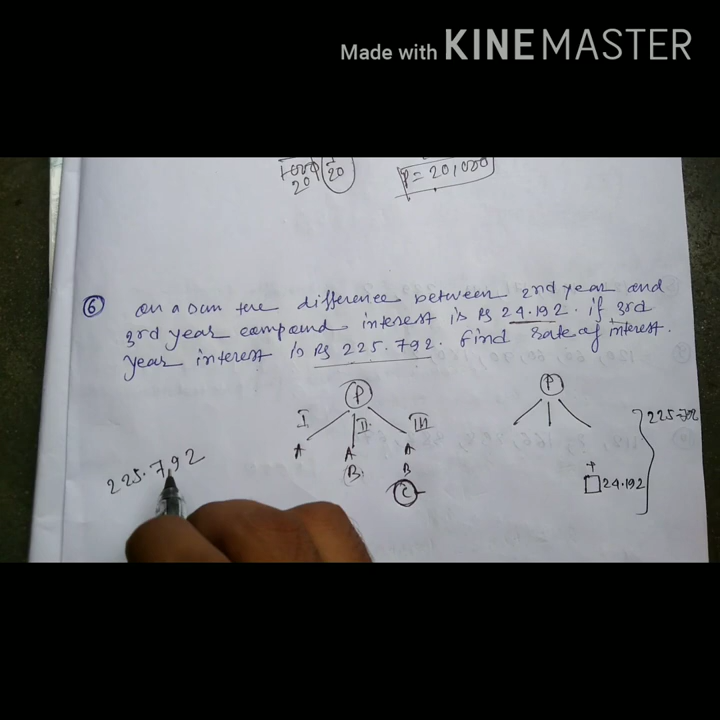 Made with KINEMASTER
20
20
P = 20,000
6 on a sum the difference between 2nd year and
3rd year compound interest is Rs 24.192. if 3rd
year interest is Rs 225.792. Find Rate of interest.
P P
I II III
225.792
A A A
B B
C
+
24.192
225.792